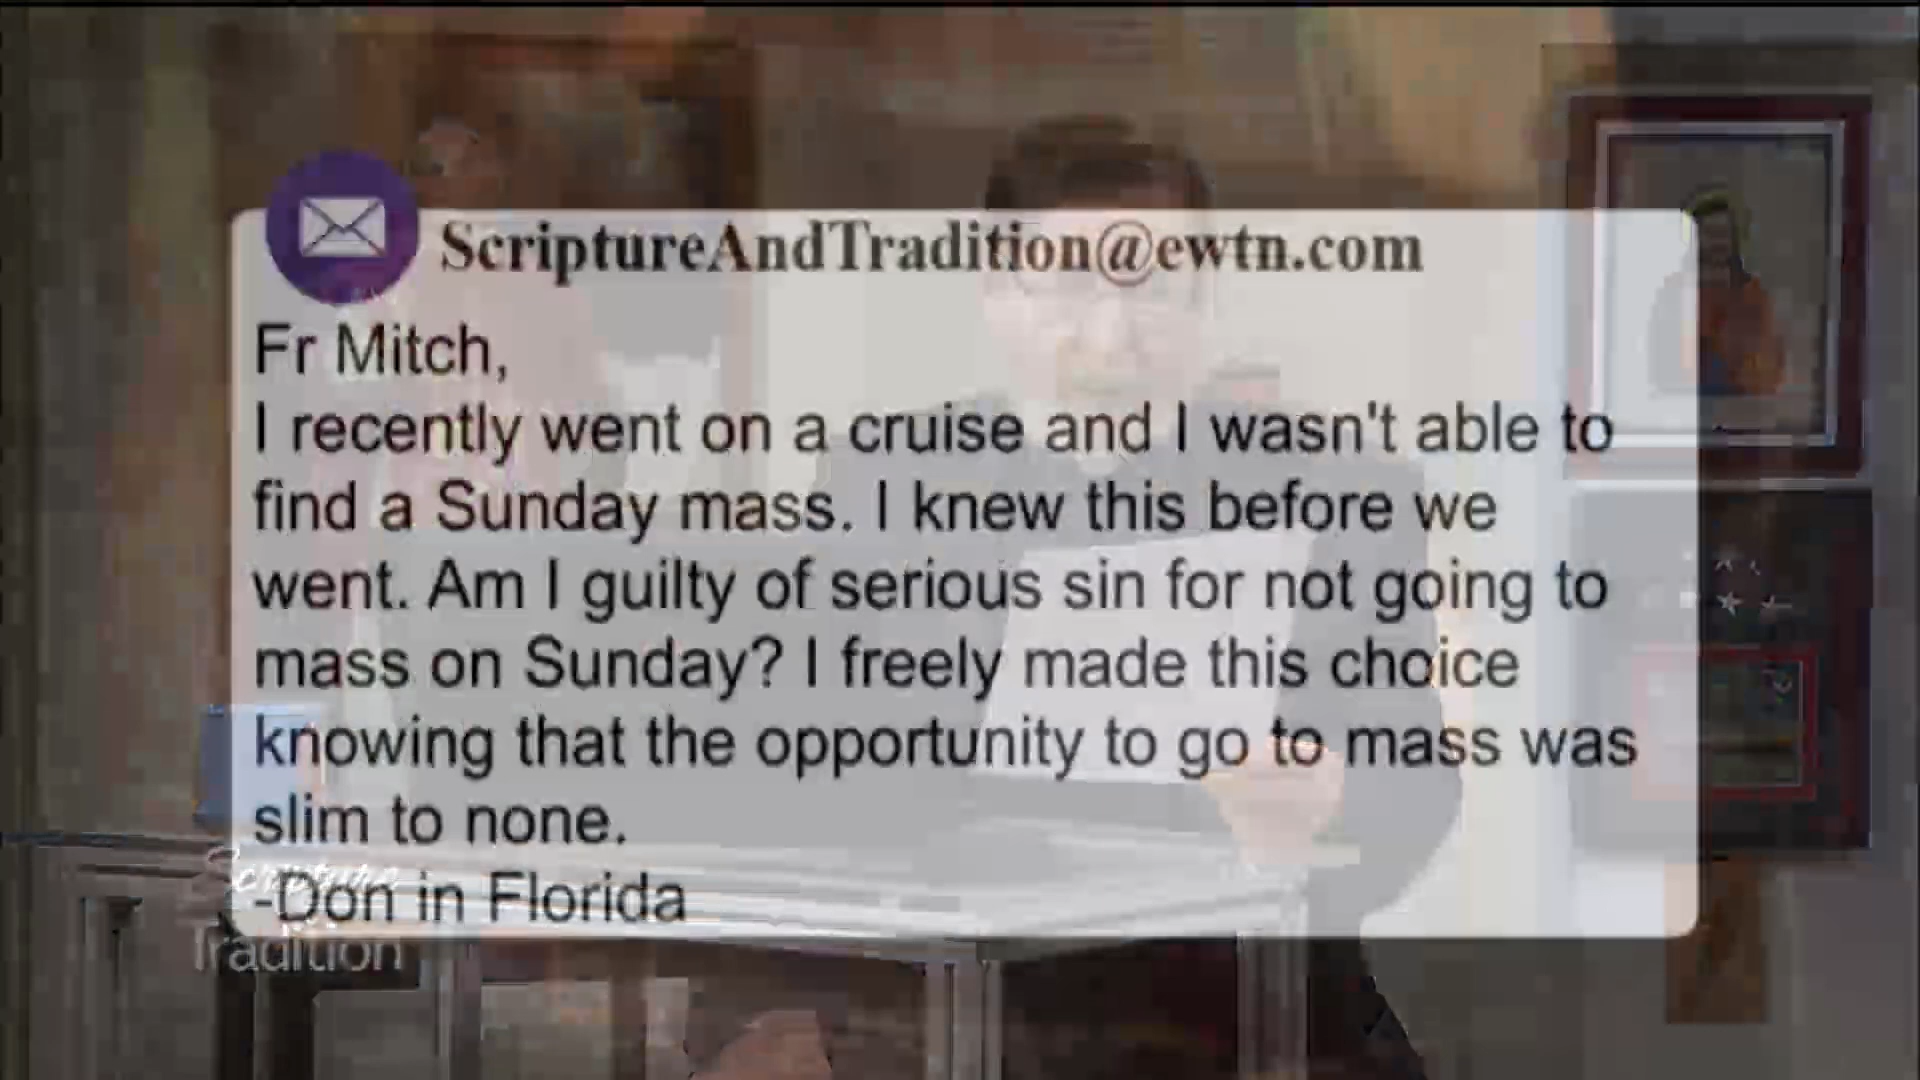 ScriptureAndTradition@ewtn.com
Fr Mitch,
I recently went on a cruise and I wasn't able to
find a Sunday mass. I knew this before we
went. Am I guilty of serious sin for not going to
mass on Sunday? I freely made this choice
knowing that the opportunity to go to mass was
slim to none.
-Don in Florida
Scripture
Tradition